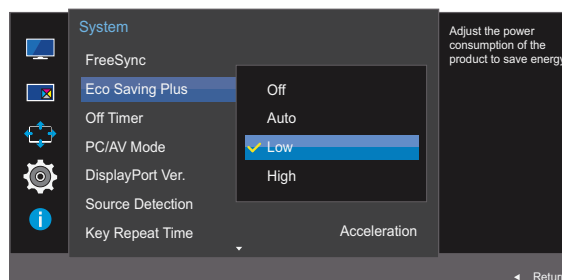 System
Adjust the power
consumption of the
product to save energy
FreeSync
Eco Saving Plus
Off
Off Timer
Auto
PC/AV Mode
Low
DisplayPort Ver.
High
Source Detection
Key Repeat Time
Acceleration
Return